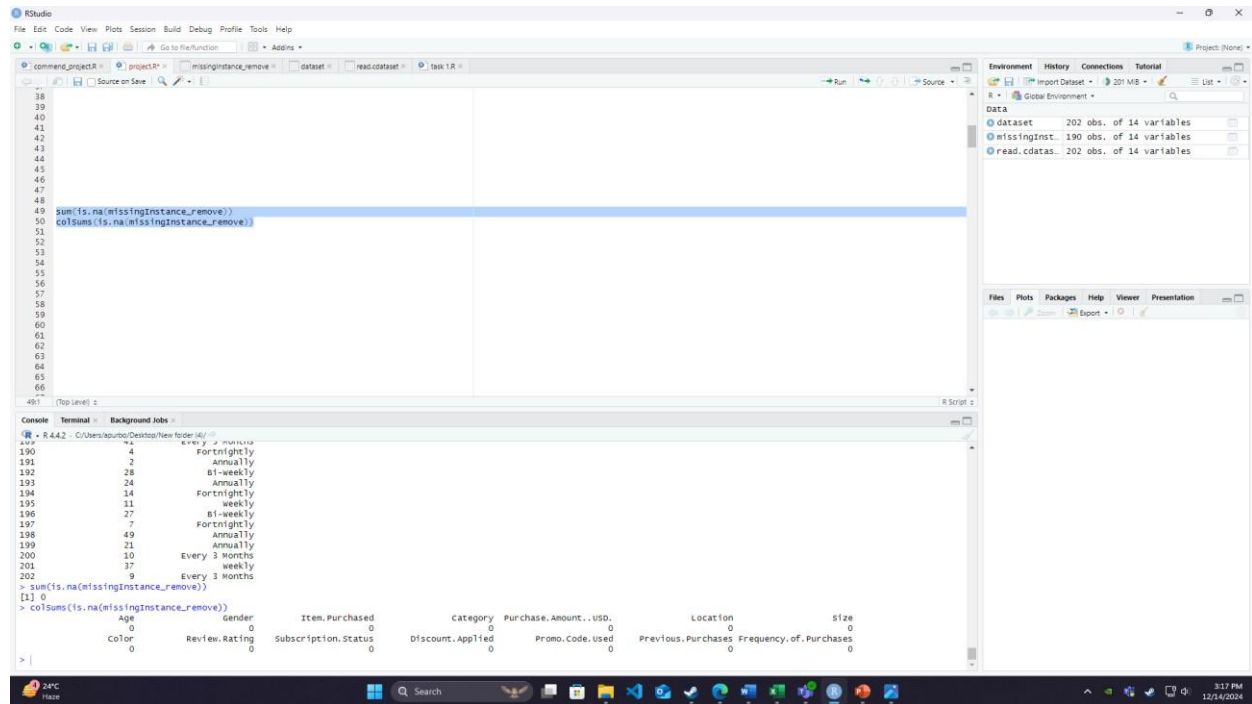 RStudio
File Edit Code View Plots Session Build Debug Profile Tools Help
Go to file/function Addins
Project: (None)
commend_project.R project.R* missingInstance_remove dataset read.cdataset task 1.R
Source on Save Run Source
38
39
40
41
42
43
44
45
46
47
48
49 sum(is.na(missingInstance_remove))
50 colSums(is.na(missingInstance_remove))
51
52
53
54
55
56
57
58
59
60
61
62
63
64
65
66
49:1 (Top Level) R Script
Console Terminal Background Jobs
R 4.4.2 · C:/Users/apurbo/Desktop/New folder (4)/
189 41 Every 3 Months
190 4 Fortnightly
191 2 Annually
192 28 Bi-Weekly
193 24 Annually
194 14 Fortnightly
195 11 Weekly
196 27 Bi-Weekly
197 7 Fortnightly
198 49 Annually
199 21 Annually
200 10 Every 3 Months
201 37 Weekly
202 9 Every 3 Months
> sum(is.na(missingInstance_remove))
[1] 0
> colSums(is.na(missingInstance_remove))
Age Gender Item.Purchased Category Purchase.Amount..USD. Location Size
0 0 0 0 0 0 0
Color Review.Rating Subscription.Status Discount.Applied Promo.Code.Used Previous.Purchases Frequency.of.Purchases
0 0 0 0 0 0 0
>
Environment History Connections Tutorial
Import Dataset 201 MiB List
R Global Environment
Data
dataset 202 obs. of 14 variables
missingInst… 190 obs. of 14 variables
read.cdatas… 202 obs. of 14 variables
Files Plots Packages Help Viewer Presentation
Zoom Export
24°C
Haze
Search
3:17 PM
12/14/2024